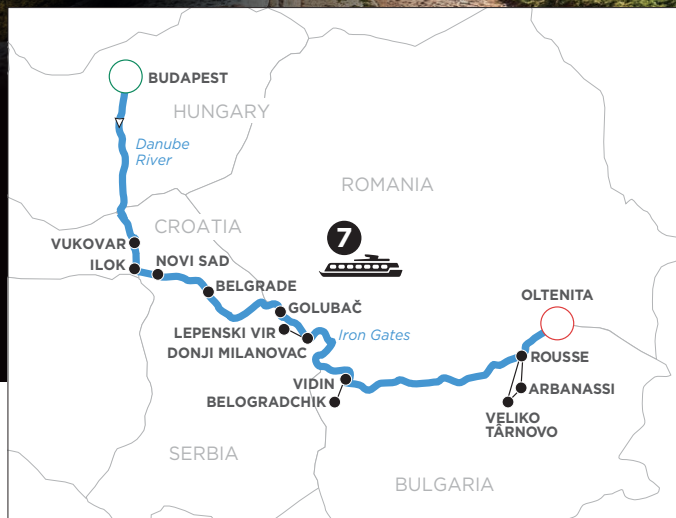 BUDAPEST
HUNGARY
Danube
River
ROMANIA
CROATIA
7
VUKOVAR
ILOK
NOVI SAD
BELGRADE
GOLUBAČ
OLTENITA
LEPENSKI VIR
Iron Gates
DONJI MILANOVAC
ROUSSE
VIDIN
ARBANASSI
BELOGRADCHIK
VELIKO
TÂRNOVO
SERBIA
BULGARIA